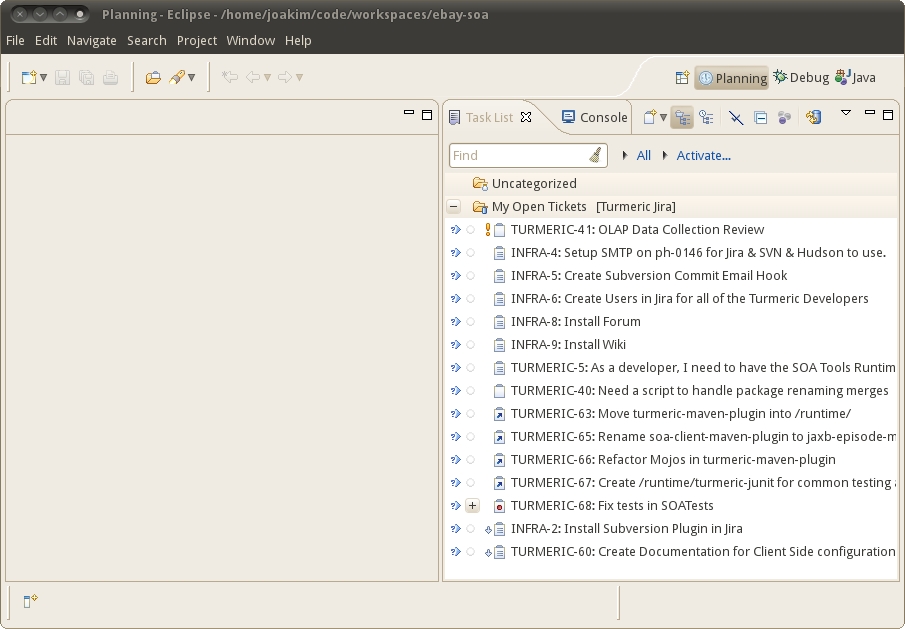 Planning - Eclipse - /home/joakim/code/workspaces/ebay-soa
File Edit Navigate Search Project Window Help
Planning Debug Java
Task List Console
Find All Activate...
Uncategorized
My Open Tickets [Turmeric Jira]
TURMERIC-41: OLAP Data Collection Review
INFRA-4: Setup SMTP on ph-0146 for Jira & SVN & Hudson to use.
INFRA-5: Create Subversion Commit Email Hook
INFRA-6: Create Users in Jira for all of the Turmeric Developers
INFRA-8: Install Forum
INFRA-9: Install Wiki
TURMERIC-5: As a developer, I need to have the SOA Tools Runtim
TURMERIC-40: Need a script to handle package renaming merges
TURMERIC-63: Move turmeric-maven-plugin into /runtime/
TURMERIC-65: Rename soa-client-maven-plugin to jaxb-episode-m
TURMERIC-66: Refactor Mojos in turmeric-maven-plugin
TURMERIC-67: Create /runtime/turmeric-junit for common testing
TURMERIC-68: Fix tests in SOATests
INFRA-2: Install Subversion Plugin in Jira
TURMERIC-60: Create Documentation for Client Side configuration